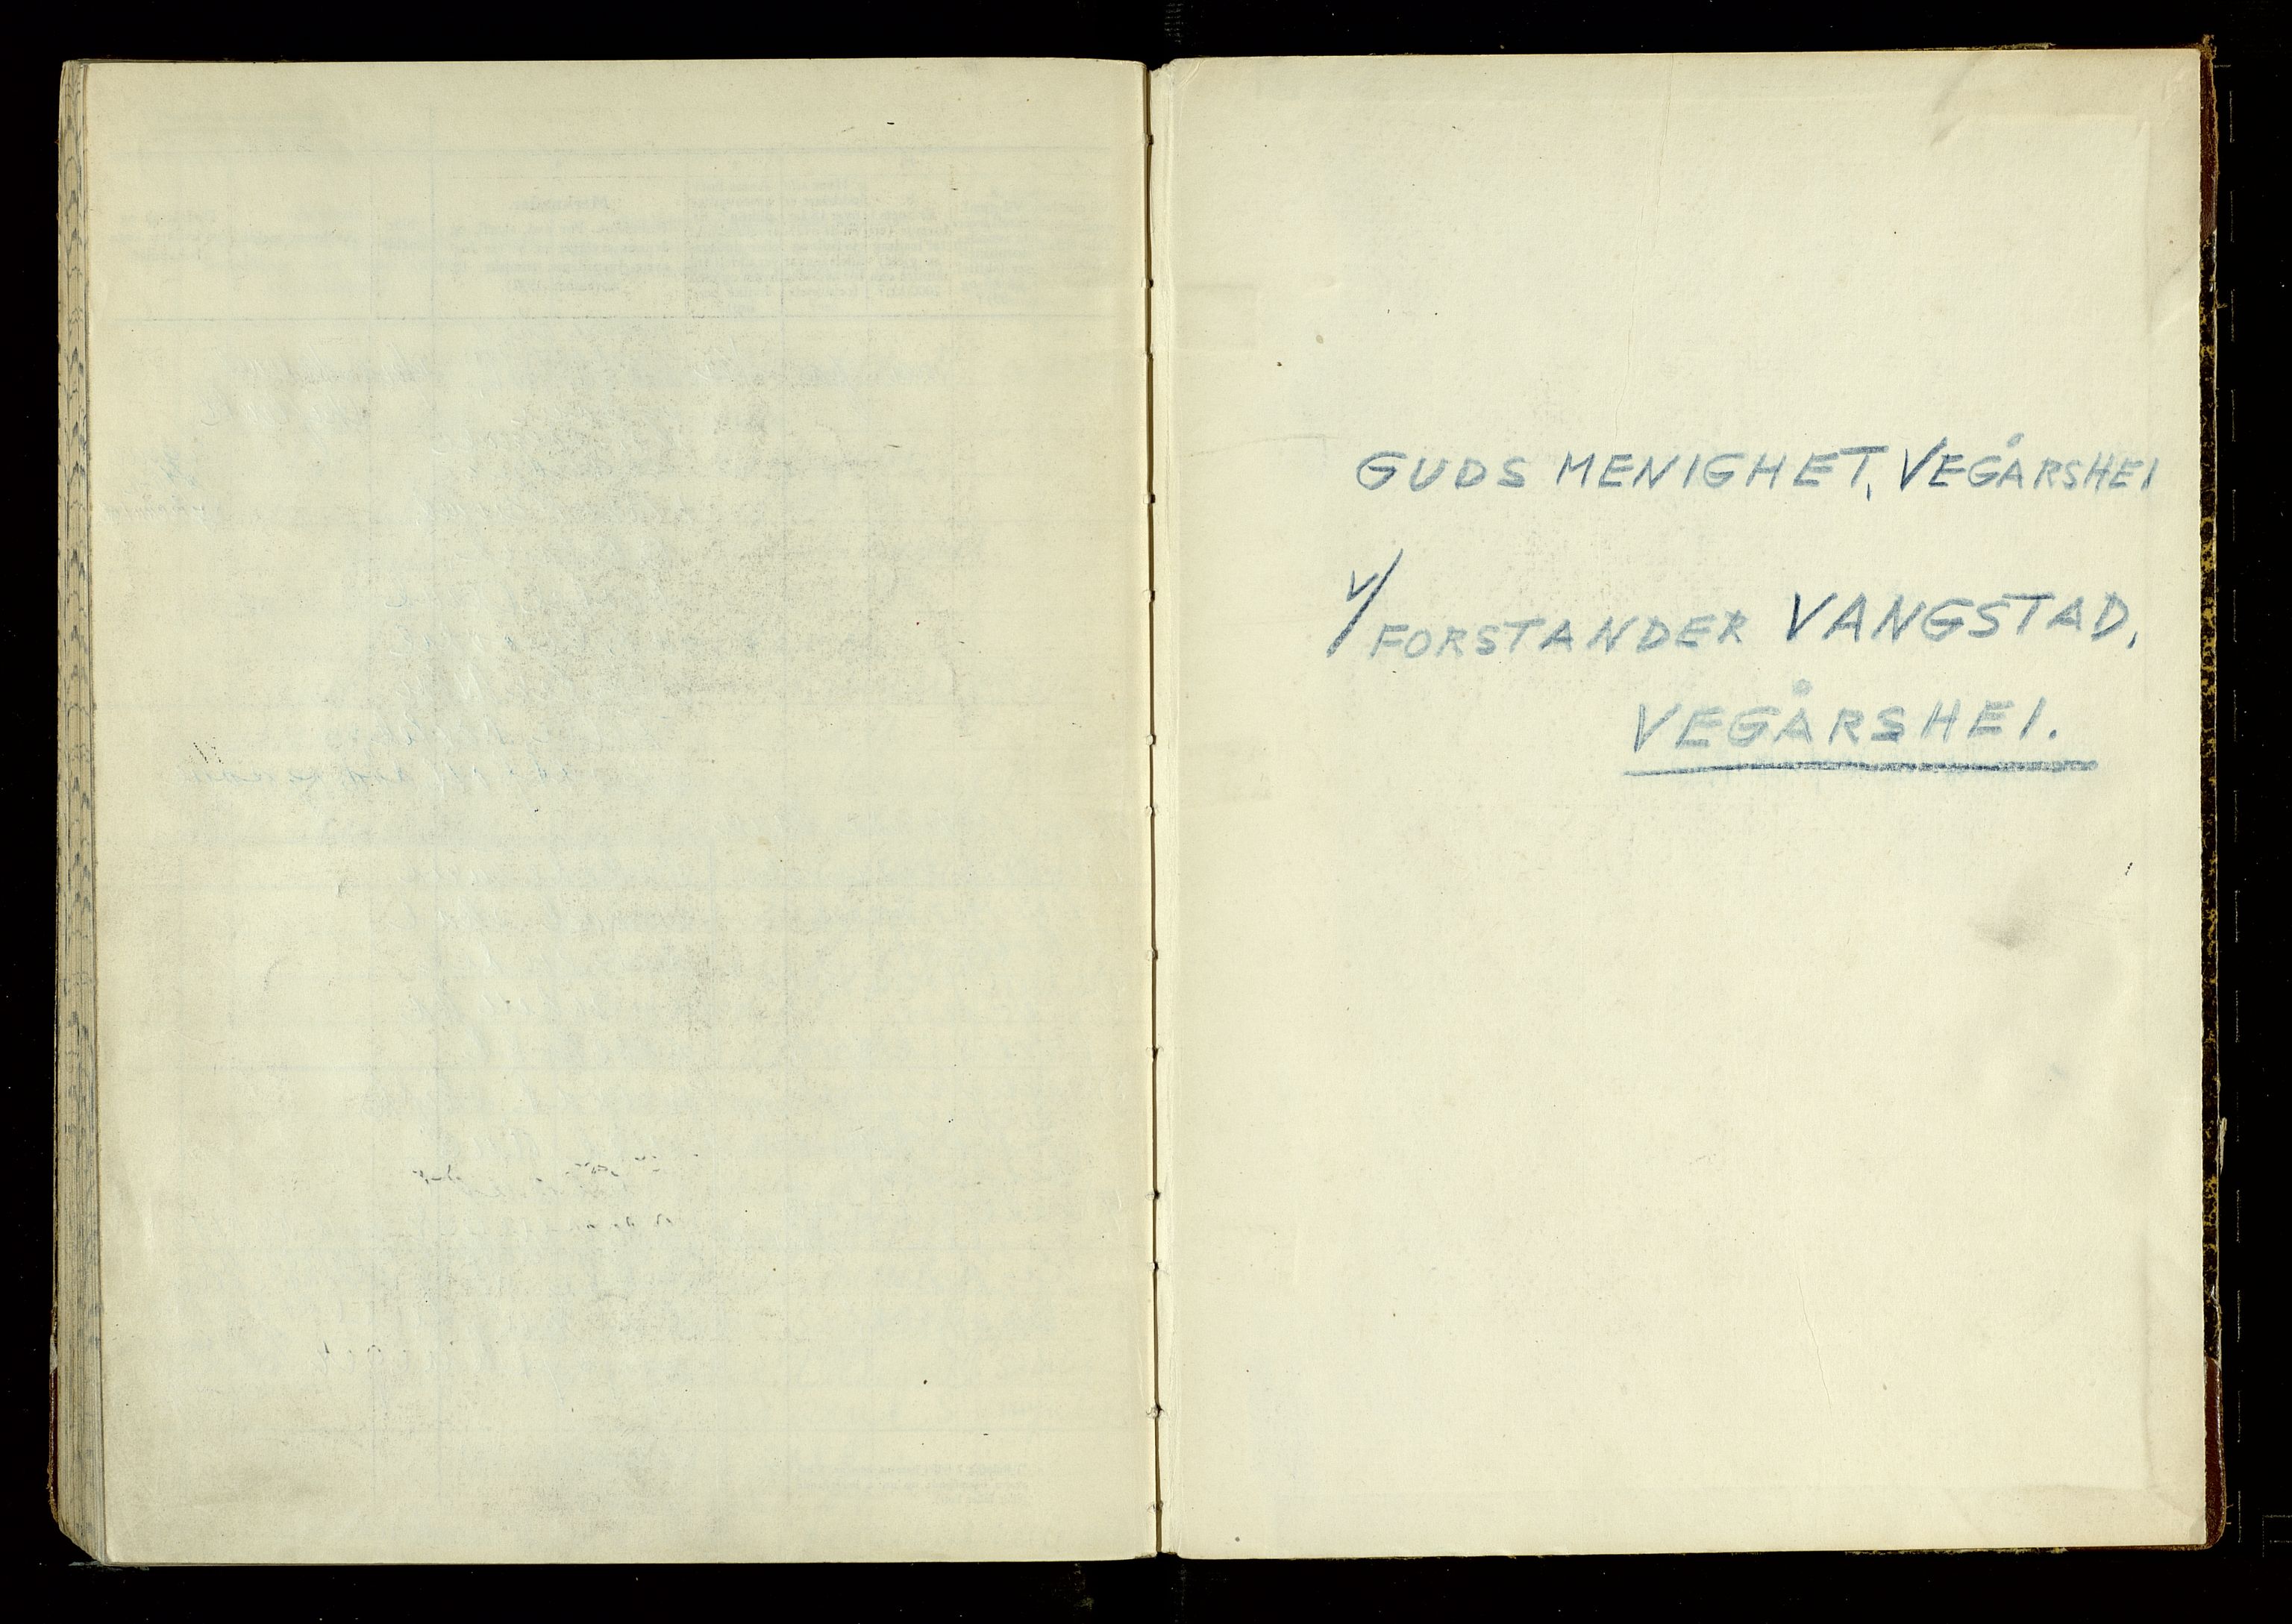 GUDS MENIGHET, VEGÅRSHEI
V/ FORSTANDER VANGSTAD,
VEGÅRSHEI.